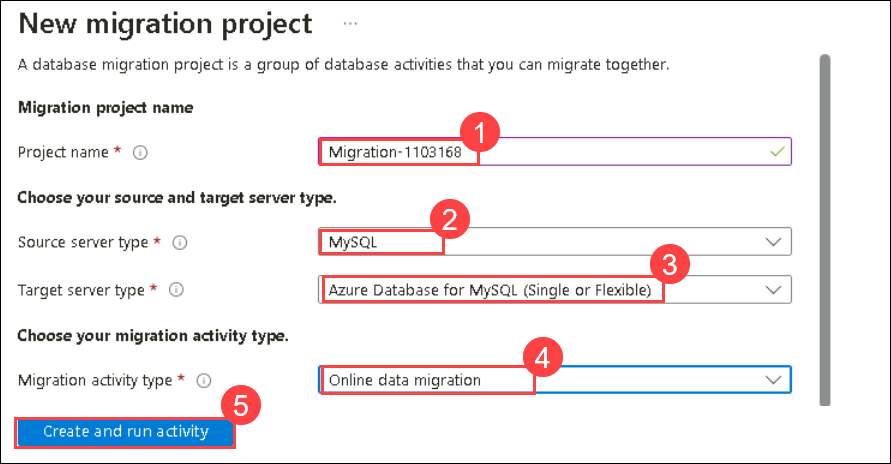 New migration project ...
A database migration project is a group of database activities that you can migrate together.
Migration project name
1
Project name * Migration-1103168
Choose your source and target server type.
2
Source server type * MySQL
3
Target server type * Azure Database for MySQL (Single or Flexible)
Choose your migration activity type.
4
Migration activity type * Online data migration
5
Create and run activity